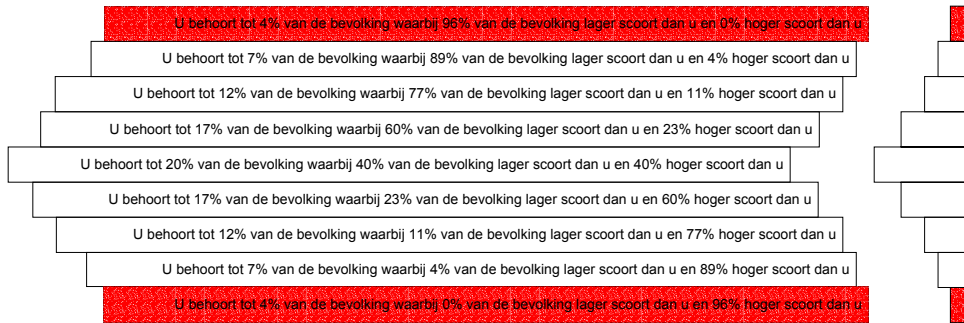 U behoort tot 4% van de bevolking waarbij 96% van de bevolking lager scoort dan u en 0% hoger scoort dan u
U behoort tot 7% van de bevolking waarbij 89% van de bevolking lager scoort dan u en 4% hoger scoort dan u
U behoort tot 12% van de bevolking waarbij 77% van de bevolking lager scoort dan u en 11% hoger scoort dan u
U behoort tot 17% van de bevolking waarbij 60% van de bevolking lager scoort dan u en 23% hoger scoort dan u
U behoort tot 20% van de bevolking waarbij 40% van de bevolking lager scoort dan u en 40% hoger scoort dan u
U behoort tot 17% van de bevolking waarbij 23% van de bevolking lager scoort dan u en 60% hoger scoort dan u
U behoort tot 12% van de bevolking waarbij 11% van de bevolking lager scoort dan u en 77% hoger scoort dan u
U behoort tot 7% van de bevolking waarbij 4% van de bevolking lager scoort dan u en 89% hoger scoort dan u
U behoort tot 4% van de bevolking waarbij 0% van de bevolking lager scoort dan u en 96% hoger scoort dan u